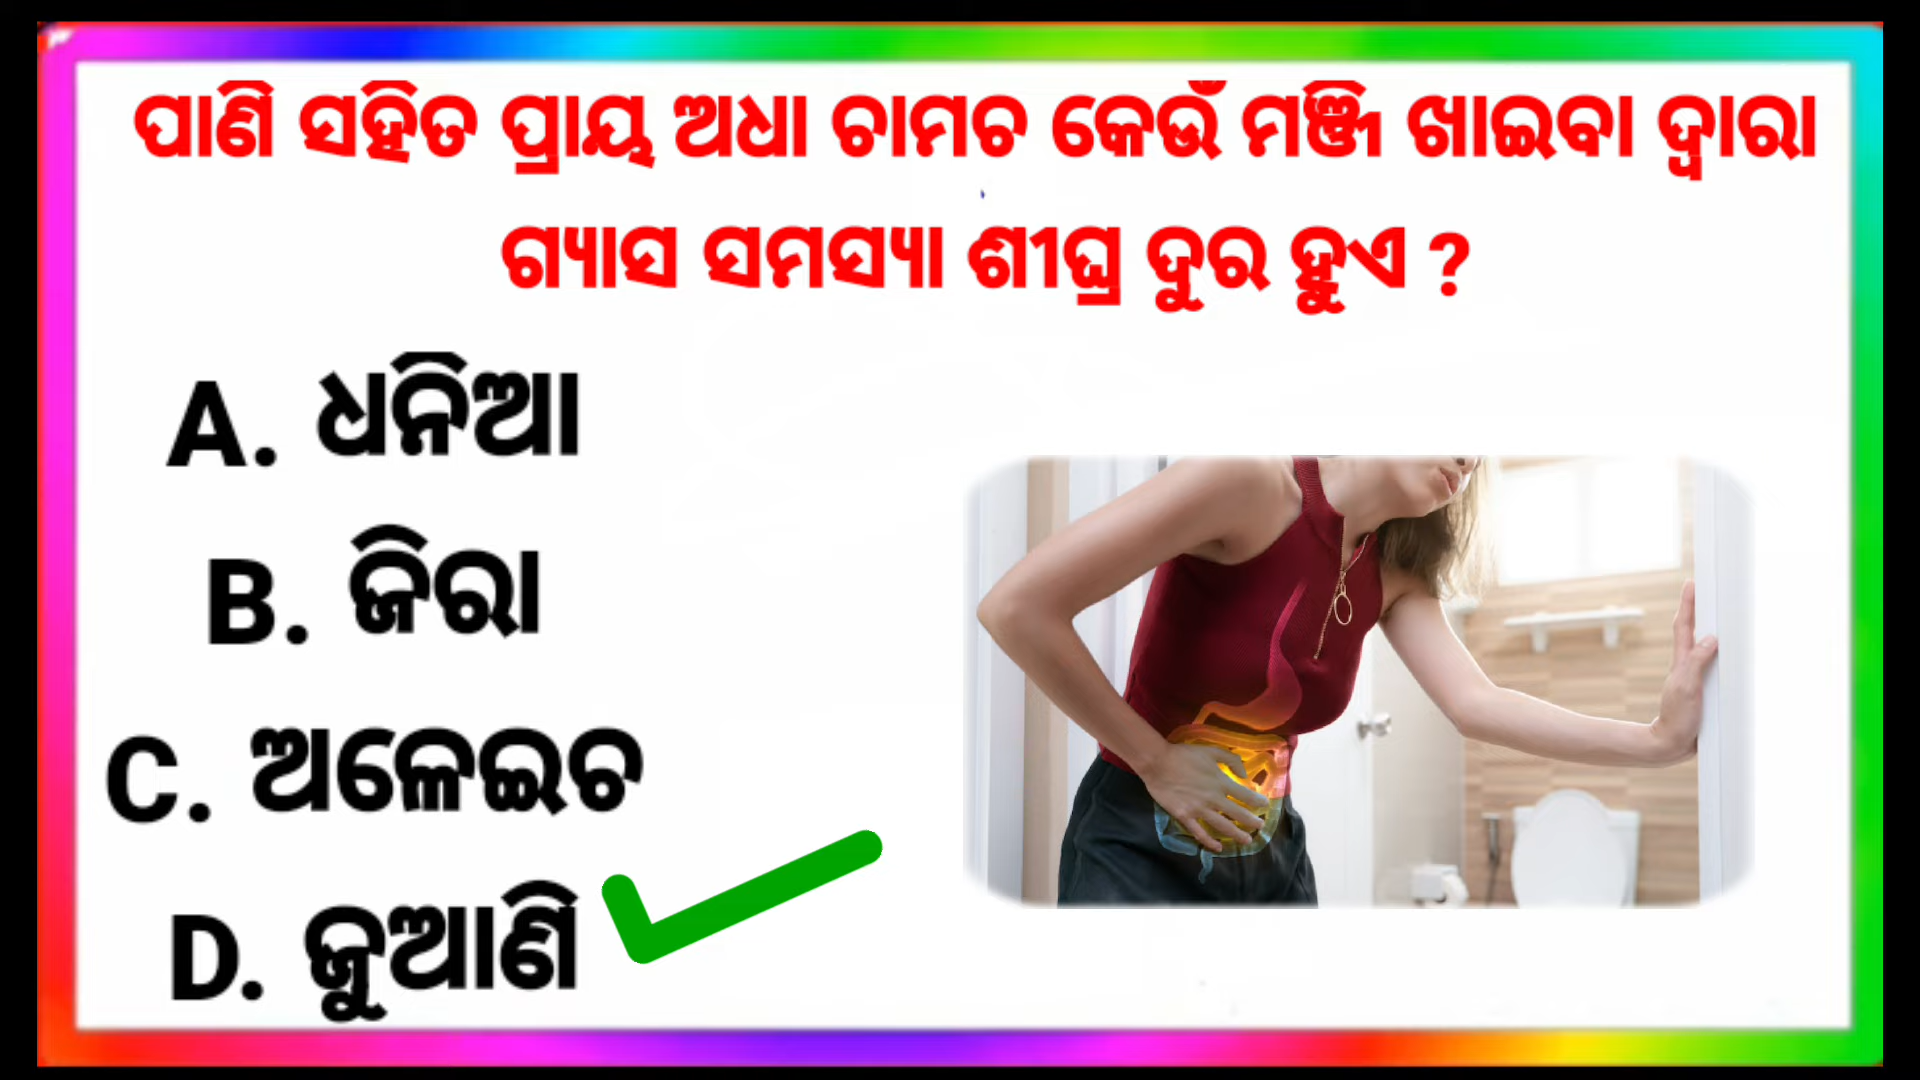 ପାଣି ସହିତ ପ୍ରାୟ ଅଧା ଚାମଚ କେଉଁ ମଞ୍ଜି ଖାଇବା ଦ୍ୱାରା
ଗ୍ୟାସ ସମସ୍ୟା ଶୀଘ୍ର ଦୁର ହୁଏ ?
A. ଧନିଆ
B. ଜିରା
C. ଅଳେଇଚ
D. ଜୁଆଣି